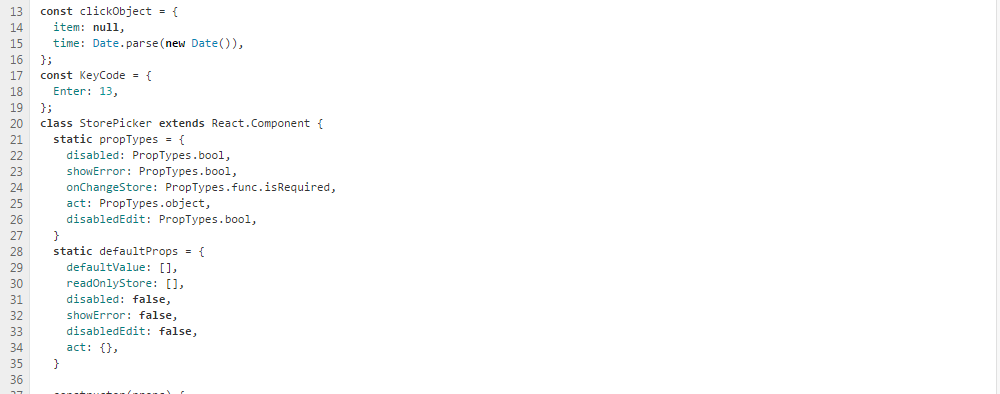 13 const clickObject = {
14   item: null,
15   time: Date.parse(new Date()),
16 };
17 const KeyCode = {
18   Enter: 13,
19 };
20 class StorePicker extends React.Component {
21   static propTypes = {
22     disabled: PropTypes.bool,
23     showError: PropTypes.bool,
24     onChangeStore: PropTypes.func.isRequired,
25     act: PropTypes.object,
26     disabledEdit: PropTypes.bool,
27   }
28   static defaultProps = {
29     defaultValue: [],
30     readOnlyStore: [],
31     disabled: false,
32     showError: false,
33     disabledEdit: false,
34     act: {},
35   }
36